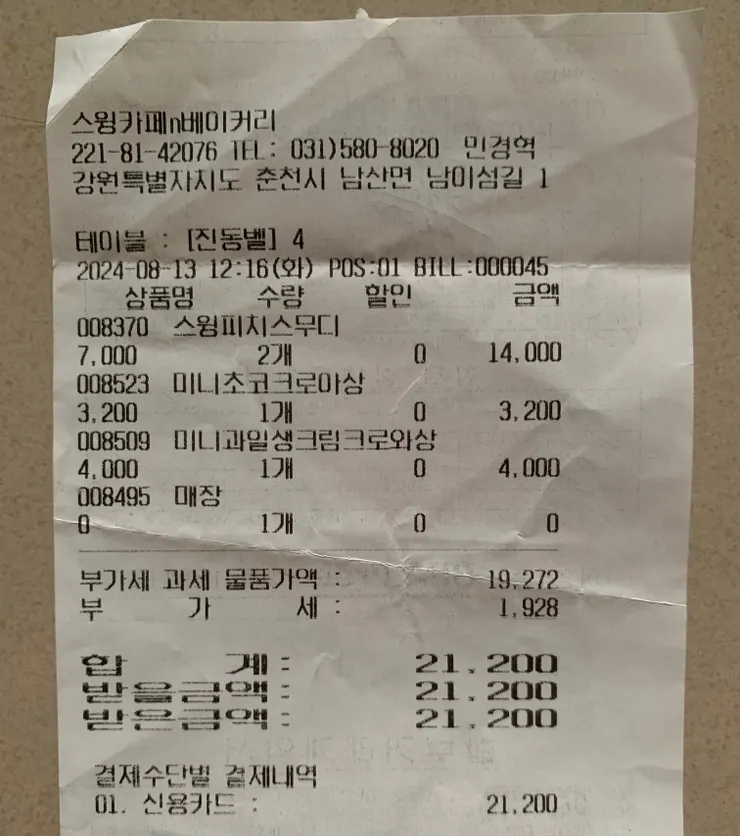 스윙카페n베이커리
221-81-42076 TEL: 031)580-8020 민경혁
강원특별자치도 춘천시 남산면 남이섬길 1
테이블 : [진동벨] 4
2024-08-13 12:16(화) POS:01 BILL:000045
상품명 수량 할인 금액
008370 스윙피치스무디
7,000 2개 0 14,000
008523 미니초코크로아상
3,200 1개 0 3,200
008509 미니과일생크림크로와상
4,000 1개 0 4,000
008495 매장
0 1개 0 0
부가세 과세 물품가액 : 19,272
부 가 세 : 1,928
합 계 : 21,200
받을금액 : 21,200
받은금액 : 21,200
결제수단별 결제내역
01. 신용카드 : 21,200